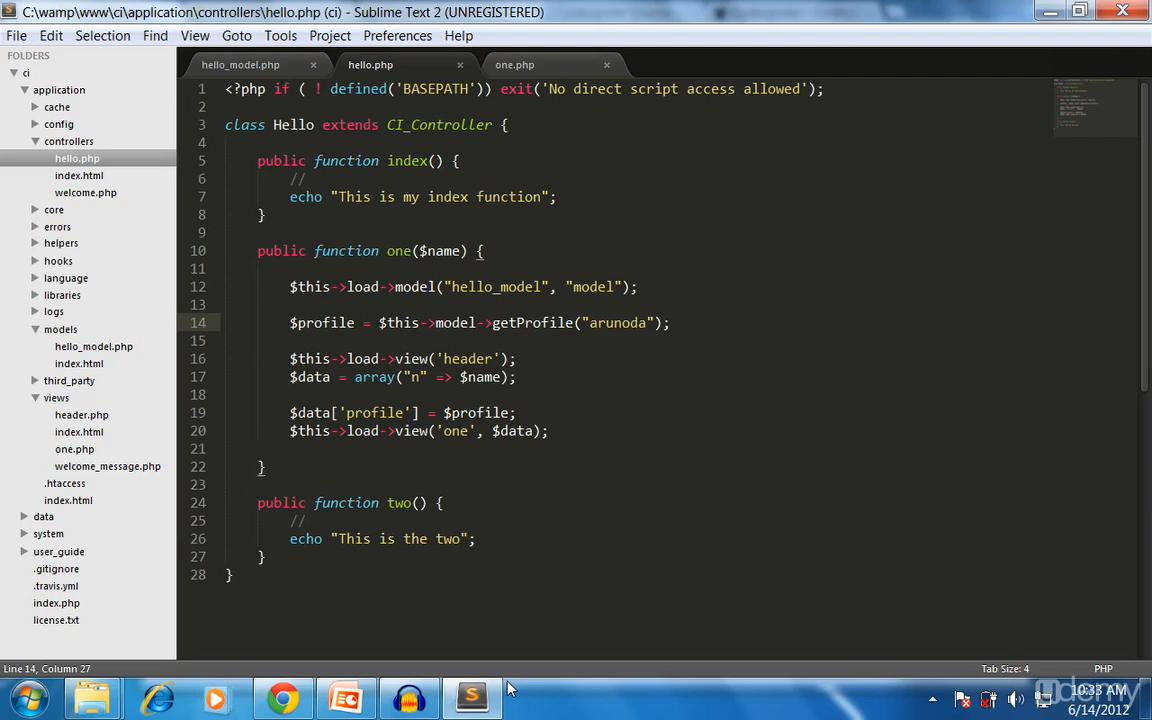 C:\wamp\www\ci\application\controllers\hello.php (ci) - Sublime Text 2 (UNREGISTERED)
File Edit Selection Find View Goto Tools Project Preferences Help
FOLDERS
ci
application
cache
config
controllers
hello.php
index.html
welcome.php
core
errors
helpers
hooks
language
libraries
logs
models
hello_model.php
index.html
third_party
views
header.php
index.html
one.php
welcome_message.php
.htaccess
index.html
data
system
user_guide
.gitignore
.travis.yml
index.php
license.txt
hello_model.php × hello.php × one.php ×
1 <?php if ( ! defined('BASEPATH')) exit('No direct script access allowed');
2
3 class Hello extends CI_Controller {
4
5 public function index() {
6 //
7 echo "This is my index function";
8 }
9
10 public function one($name) {
11
12 $this->load->model("hello_model", "model");
13
14 $profile = $this->model->getProfile("arunoda");
15
16 $this->load->view('header');
17 $data = array("n" => $name);
18
19 $data['profile'] = $profile;
20 $this->load->view('one', $data);
21
22 }
23
24 public function two() {
25 //
26 echo "This is the two";
27 }
28 }
Line 14, Column 27 Tab Size: 4 PHP
udemy
10:33 AM
6/14/2012